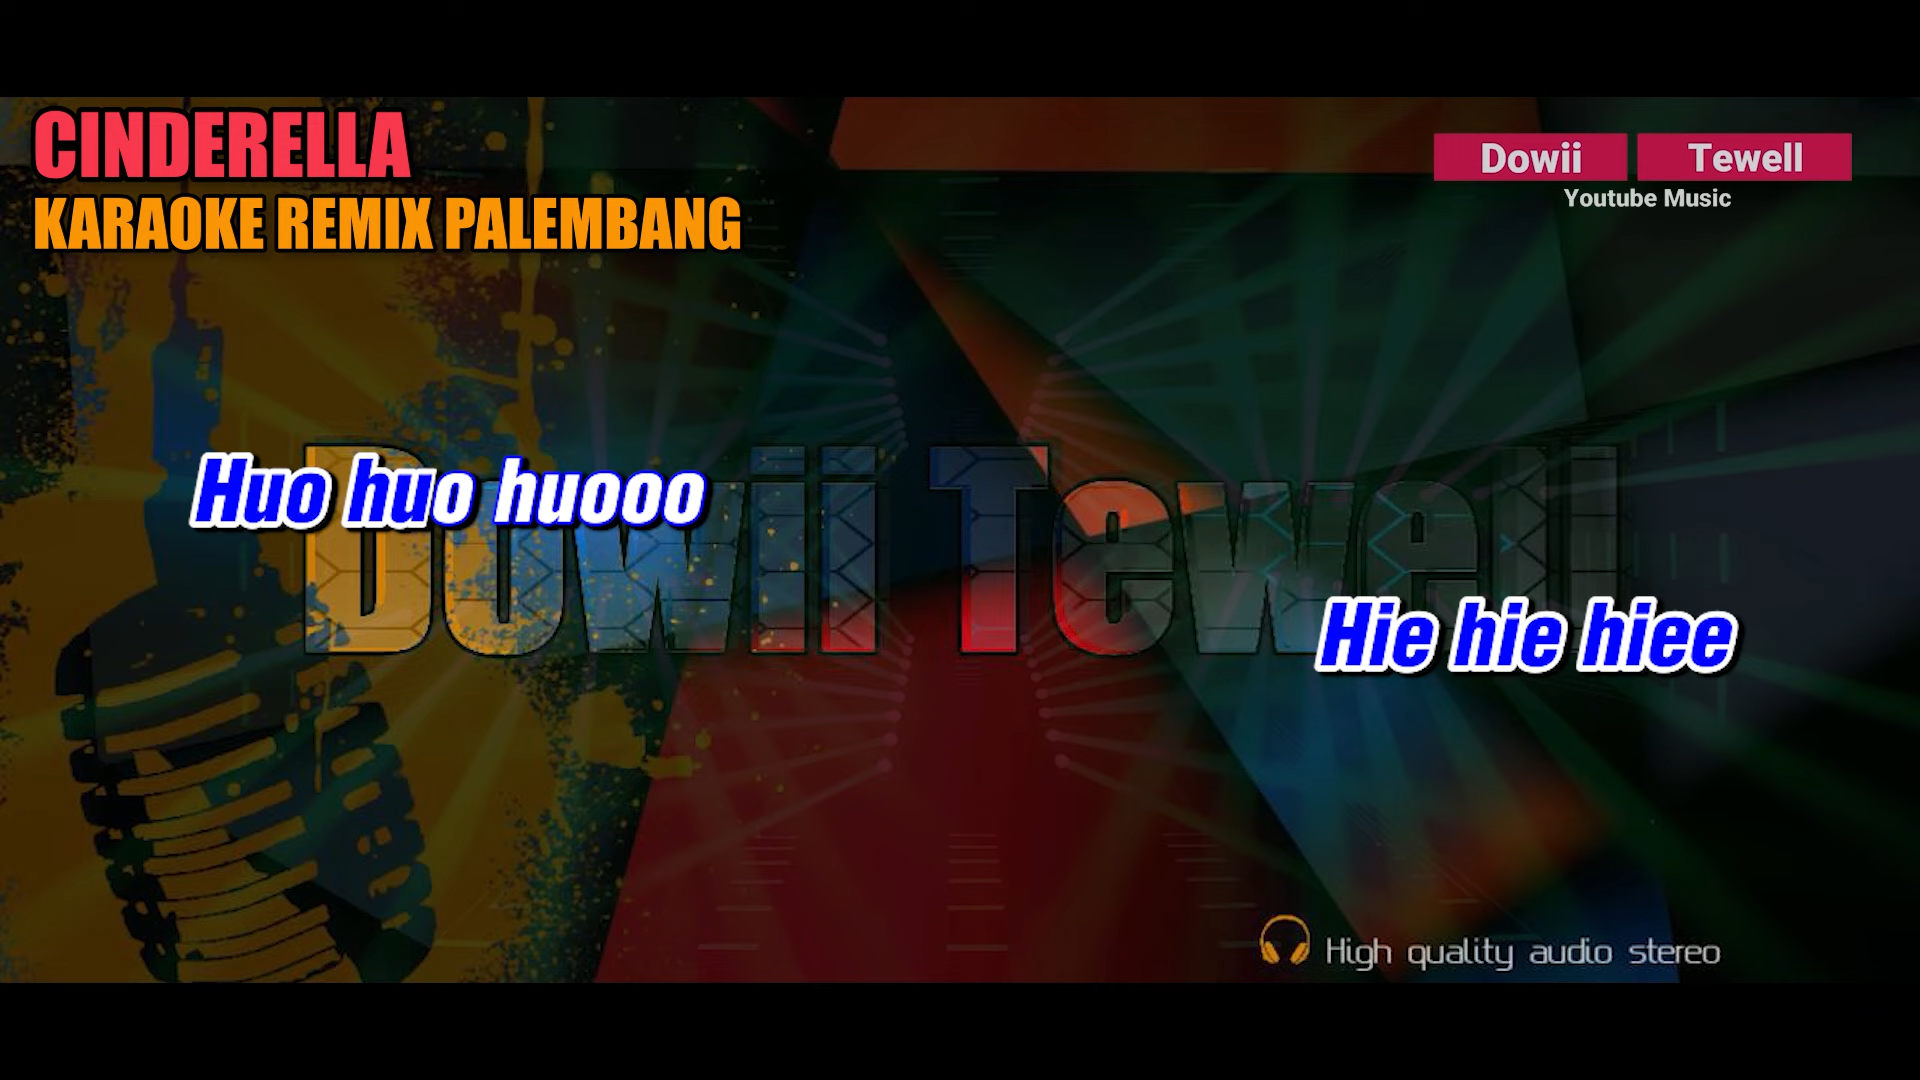 CINDERELLA
KARAOKE REMIX PALEMBANG
Dowii Tewell
Youtube Music
Huo huo huooo
Dowii Tewell
Hie hie hiee
High quality audio stereo